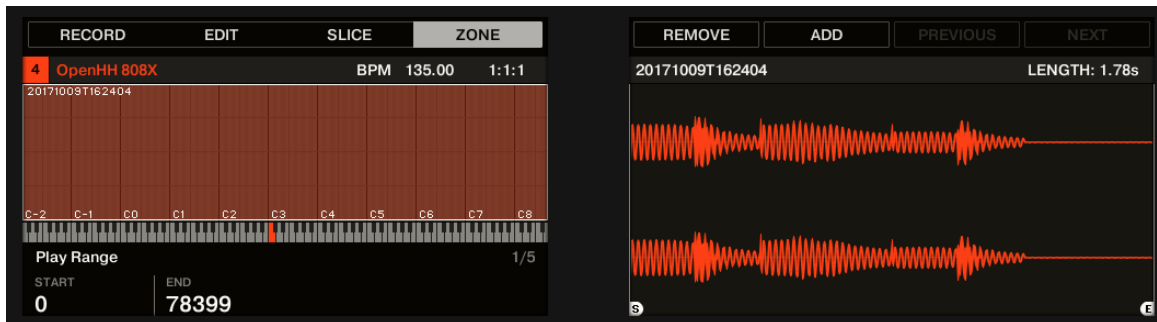 RECORD EDIT SLICE ZONE
4 OpenHH 808X BPM 135.00 1:1:1
20171009T162404
C-2 C-1 C0 C1 C2 C3 C4 C5 C6 C7 C8
Play Range 1/5
START END
0 78399
REMOVE ADD PREVIOUS NEXT
20171009T162404 LENGTH: 1.78s
S E